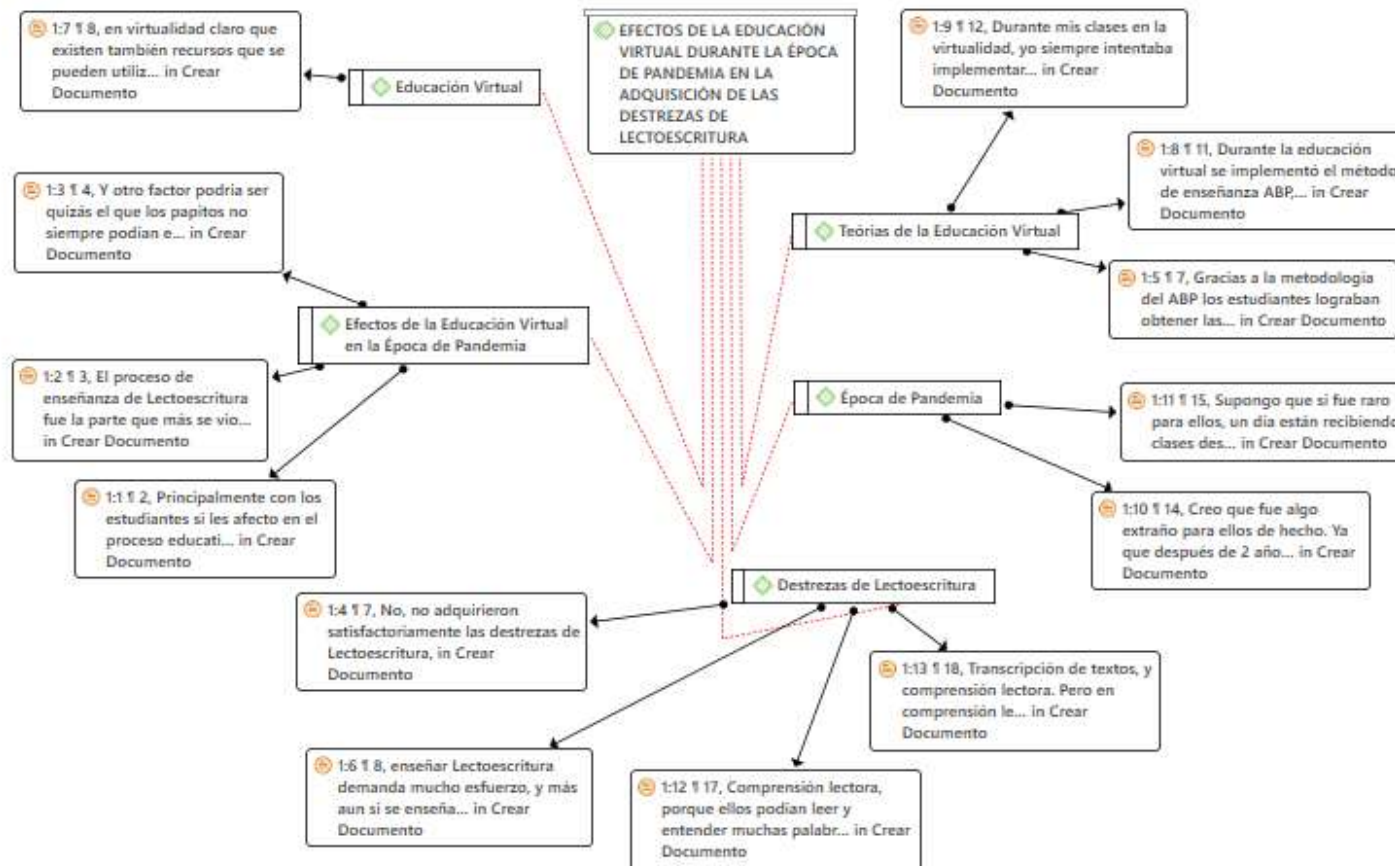 1:7 ¶ 8, en virtualidad claro que
existen también recursos que se
pueden utiliz... in Crear
Documento
Educación Virtual
EFECTOS DE LA EDUCACIÓN
VIRTUAL DURANTE LA ÉPOCA
DE PANDEMIA EN LA
ADQUISICIÓN DE LAS
DESTREZAS DE
LECTOESCRITURA
1:9 ¶ 12, Durante mis clases en la
virtualidad, yo siempre intentaba
implementar... in Crear
Documento
1:8 ¶ 11, Durante la educación
virtual se implementó el método
de enseñanza ABP,... in Crear
Documento
1:3 ¶ 4, Y otro factor podría ser
quizás el que los papitos no
siempre podían e... in Crear
Documento
Teórias de la Educación Virtual
1:5 ¶ 7, Gracias a la metodología
del ABP los estudiantes lograban
obtener las... in Crear Documento
Efectos de la Educación Virtual
en la Época de Pandemia
1:2 ¶ 3, El proceso de
enseñanza de Lectoescritura
fue la parte que más se vio...
in Crear Documento
Época de Pandemia
1:11 ¶ 15, Supongo que si fue raro
para ellos, un día están recibiendo
clases des... in Crear Documento
1:1 ¶ 2, Principalmente con los
estudiantes si les afecto en el
proceso educati... in Crear
Documento
1:10 ¶ 14, Creo que fue algo
extraño para ellos de hecho. Ya
que después de 2 año... in Crear
Documento
Destrezas de Lectoescritura
1:4 ¶ 7, No, no adquirieron
satisfactoriamente las destrezas de
Lectoescritura, in Crear
Documento
1:13 ¶ 18, Transcripción de textos, y
comprensión lectora. Pero en
comprensión le... in Crear
Documento
1:6 ¶ 8, enseñar Lectoescritura
demanda mucho esfuerzo, y más
aun si se enseña... in Crear
Documento
1:12 ¶ 17, Comprensión lectora,
porque ellos podían leer y
entender muchas palabr... in Crear
Documento